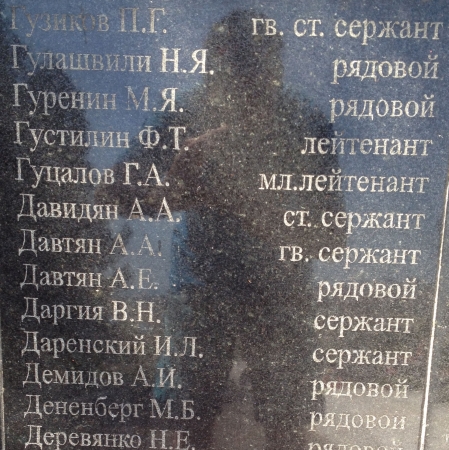 Гузиков П.Г. гв. ст. сержант
Гулашвили Н.Я. рядовой
Гуренин М.Я. рядовой
Густилин Ф.Т. лейтенант
Гуцалов Г.А. мл.лейтенант
Давидян А.А. ст. сержант
Давтян А.А. гв. сержант
Давтян А.Е. рядовой
Даргия В.Н. сержант
Даренский И.Л. сержант
Демидов А.И. рядовой
Дененберг М.Б. рядовой
Деревянко Н.Е. рядовой